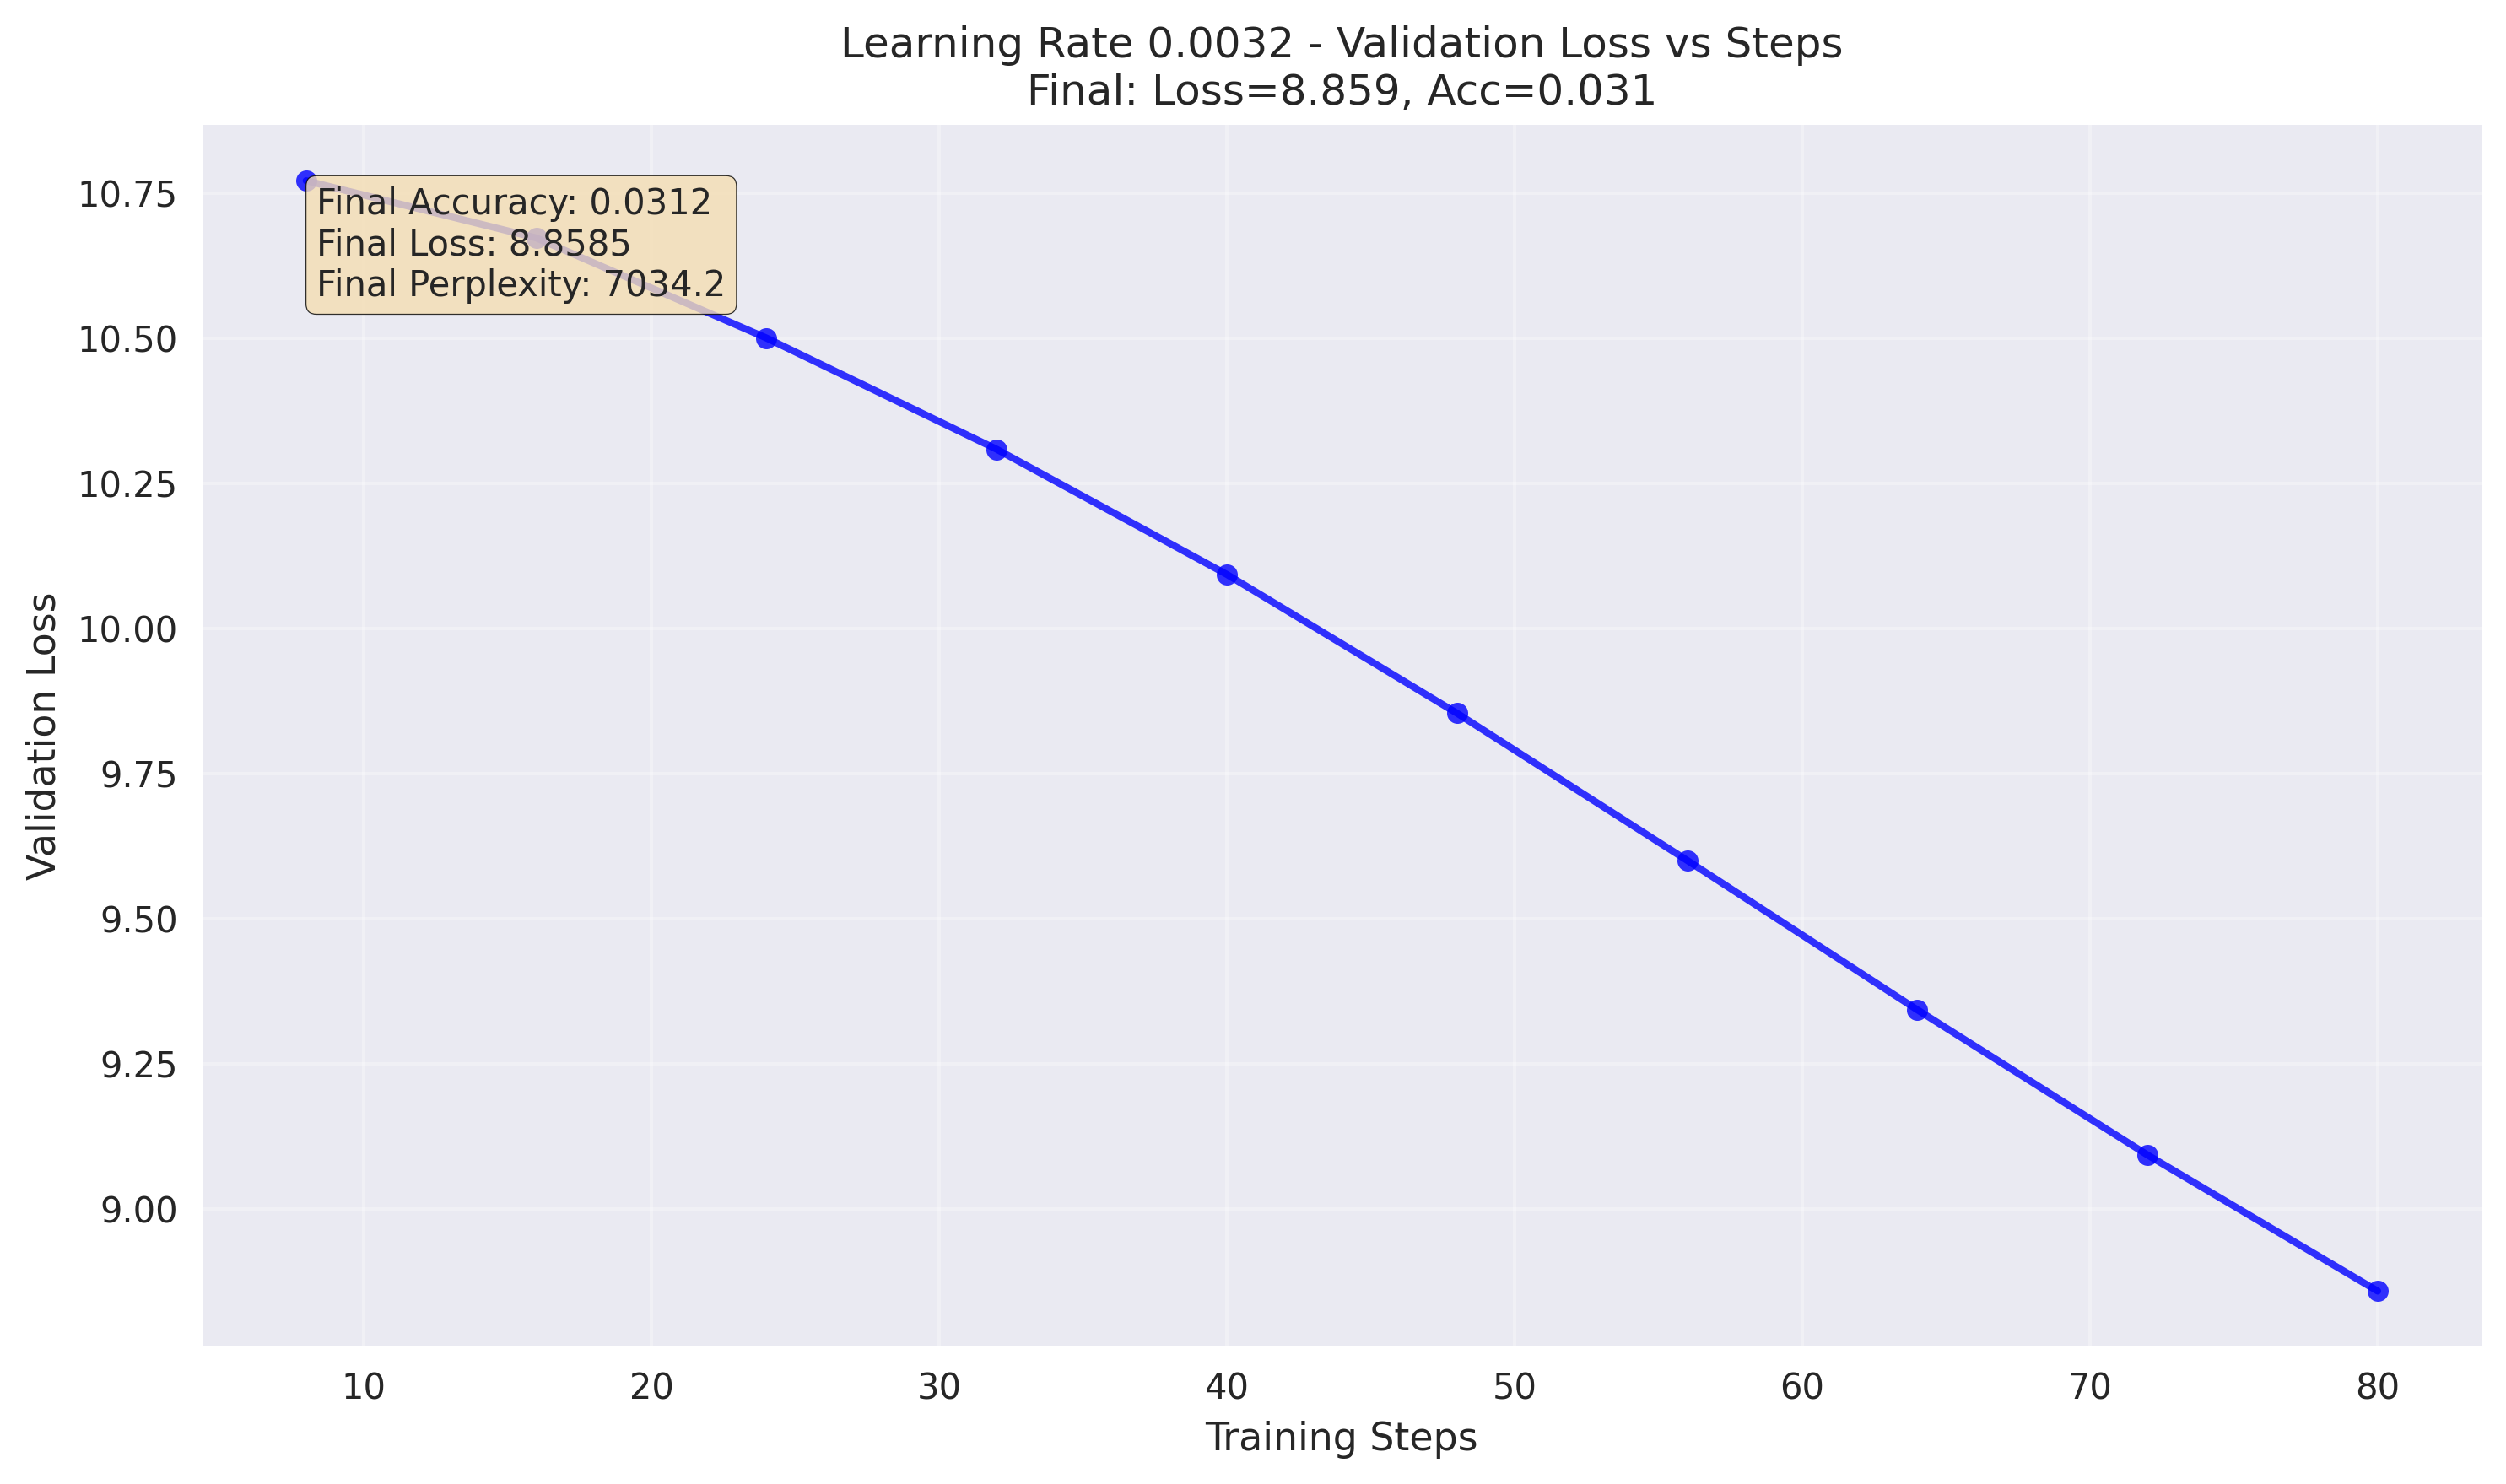 Learning Rate 0.0032 - Validation Loss vs Steps
Final: Loss=8.859, Acc=0.031
Final Accuracy: 0.0312
Final Loss: 8.8585
Final Perplexity: 7034.2
Validation Loss
10.75
10.50
10.25
10.00
9.75
9.50
9.25
9.00
10 20 30 40 50 60 70 80
Training Steps